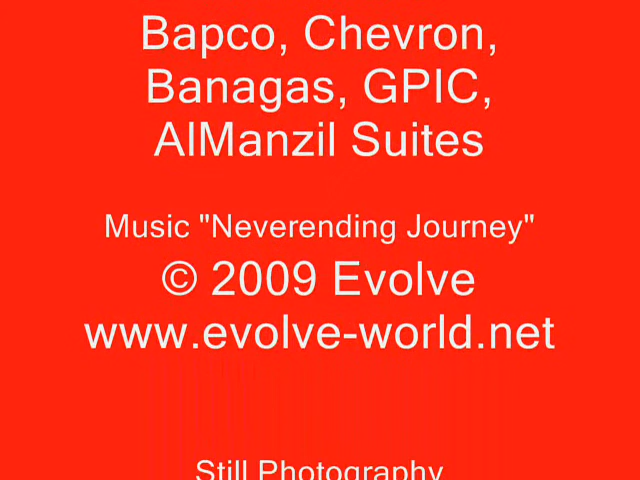 Bapco, Chevron,
Banagas, GPIC,
AlManzil Suites
Music "Neverending Journey"
© 2009 Evolve
www.evolve-world.net
Still Photography